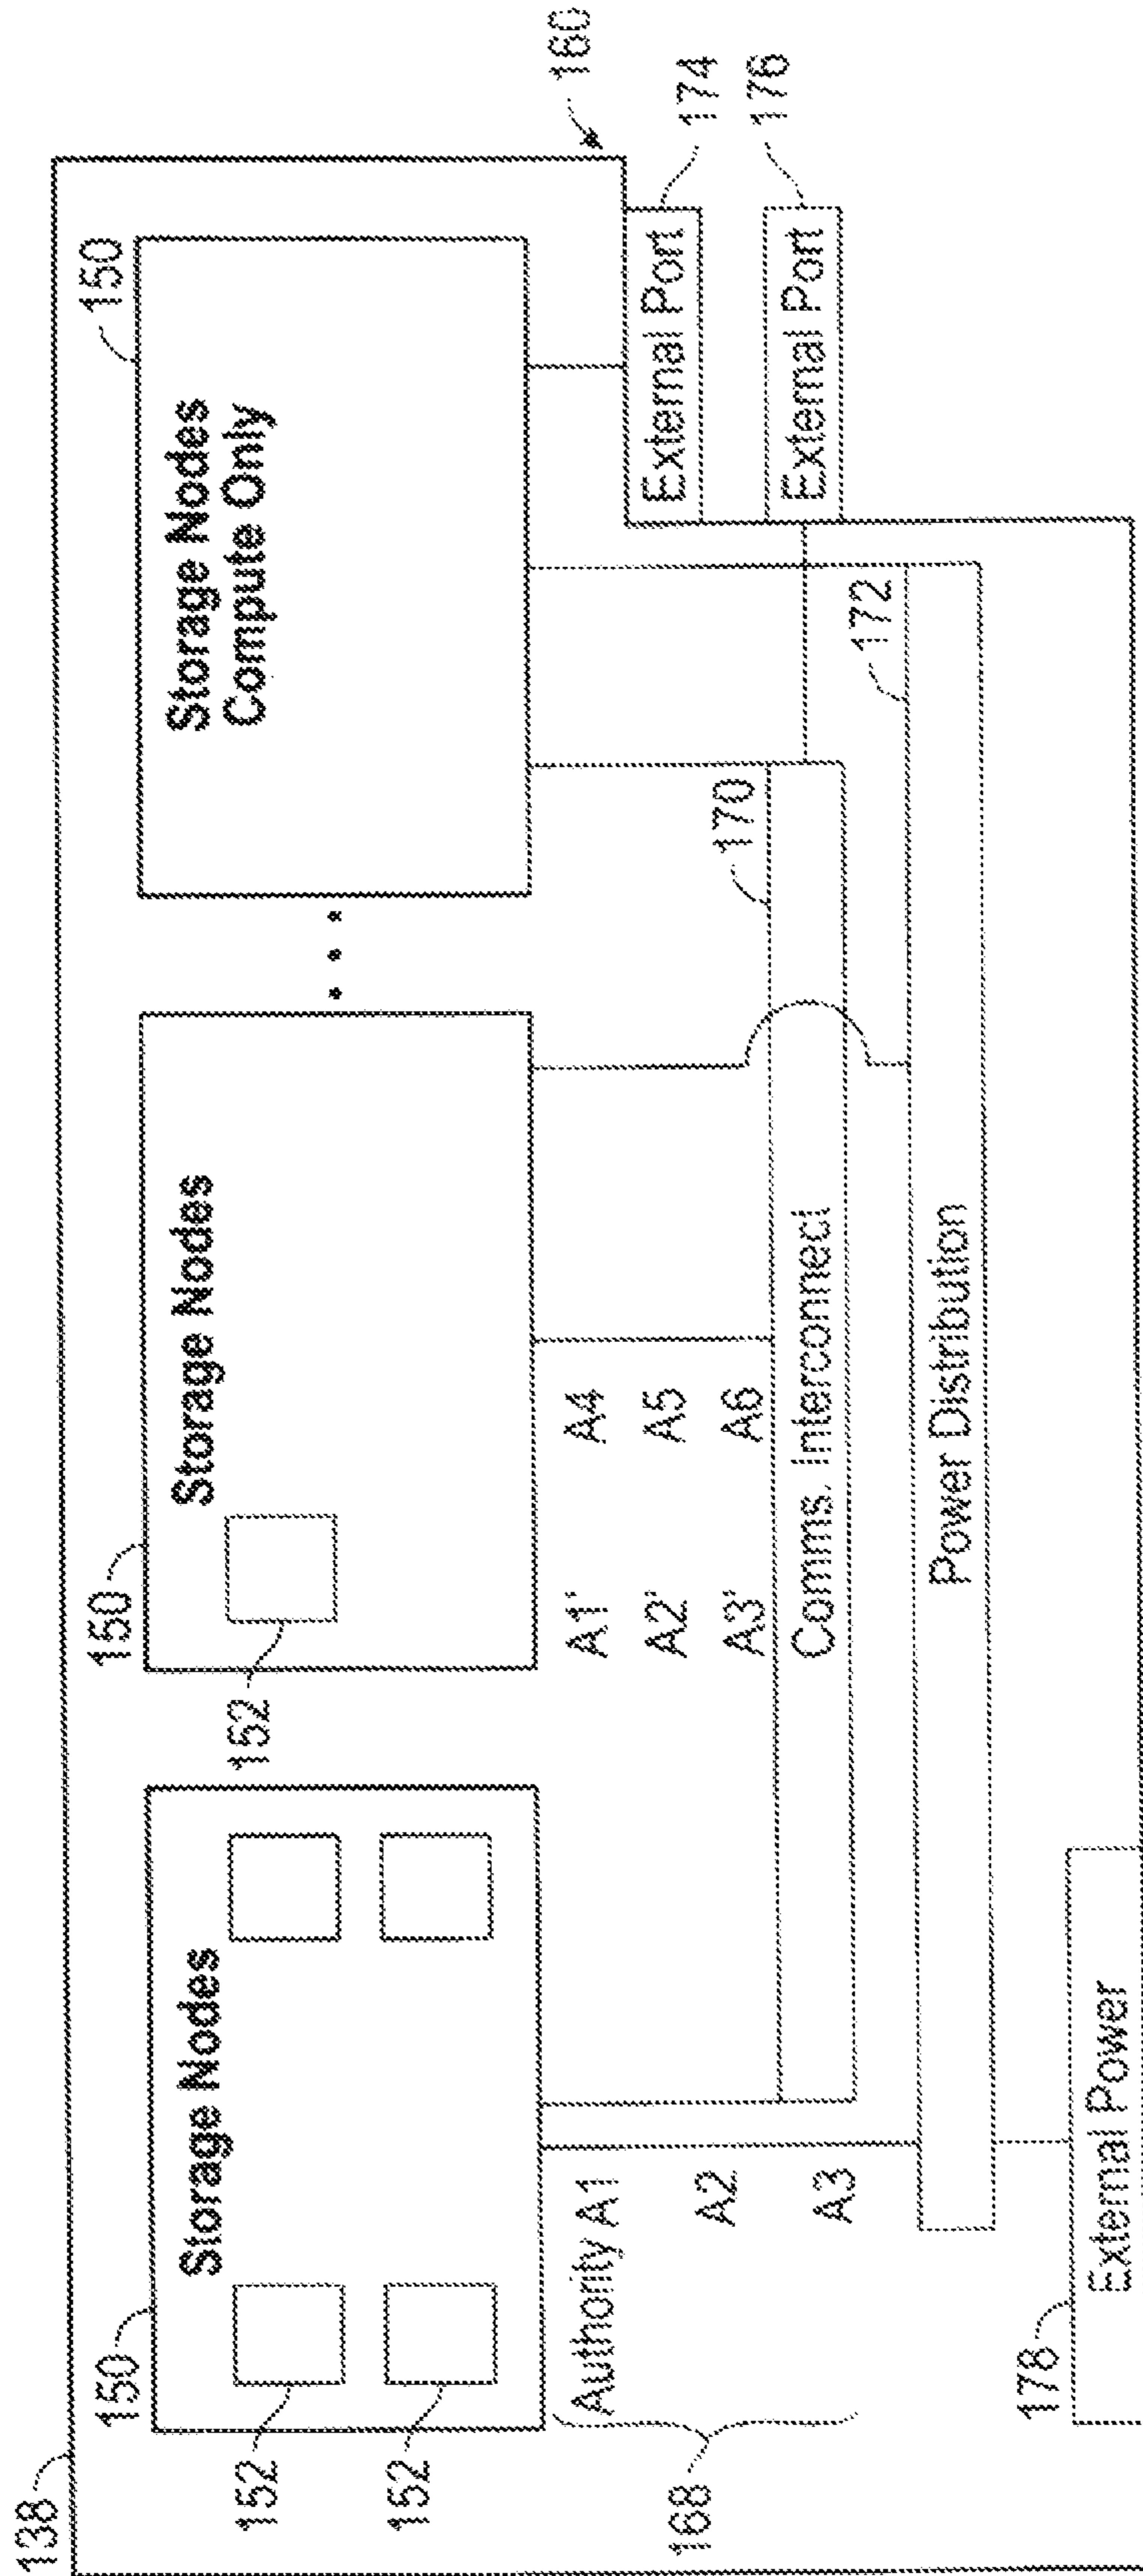 138
150
Storage Nodes
152
152
150
Storage Nodes
152
150
Storage Nodes
Compute Only
160
168
Authority A1
A2
A3
A1'
A2'
A3'
A4
A5
A6
170
Comms. Interconnect
External Port
174
External Port
176
172
Power Distribution
178
External Power